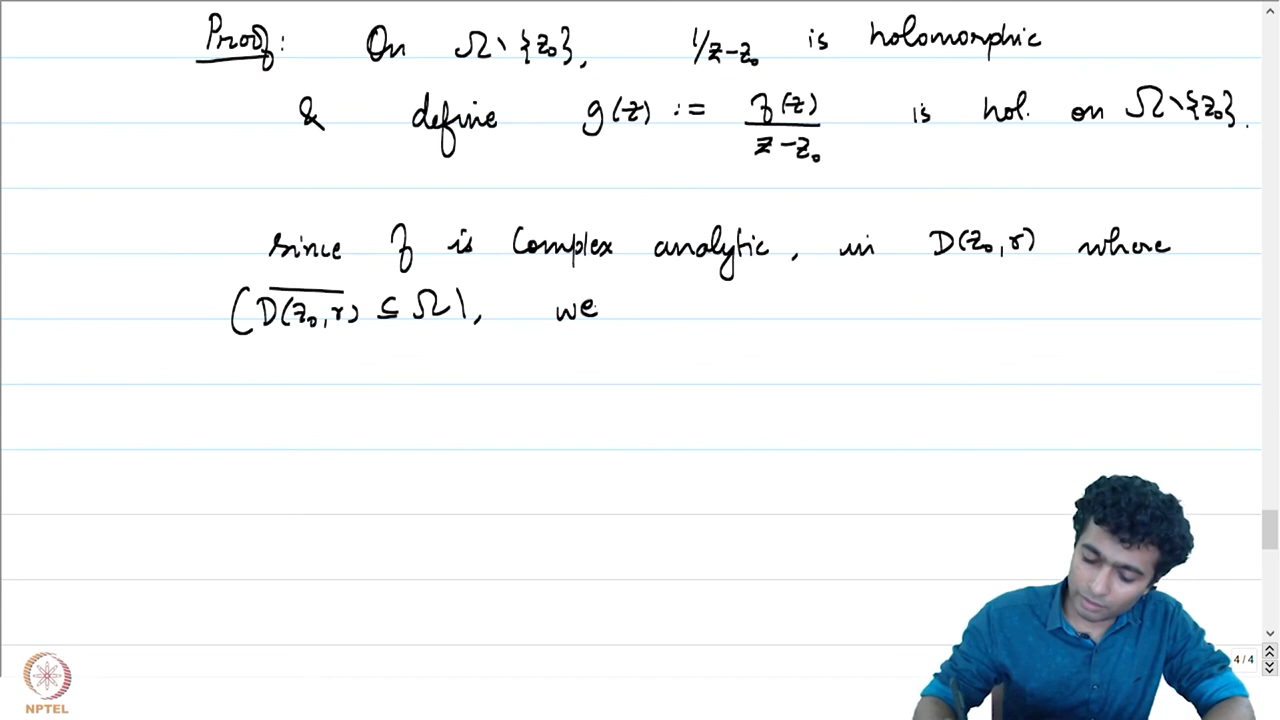 Proof: On Ω \ {z₀}, 1/z-z₀ is holomorphic
& define g(z) := f(z)/z-z₀ is hol. on Ω \ {z₀}.
since f is complex analytic, in D(z₀, r) where
(\overline{D(z₀, r)} ⊆ Ω), we
4 / 4
NPTEL